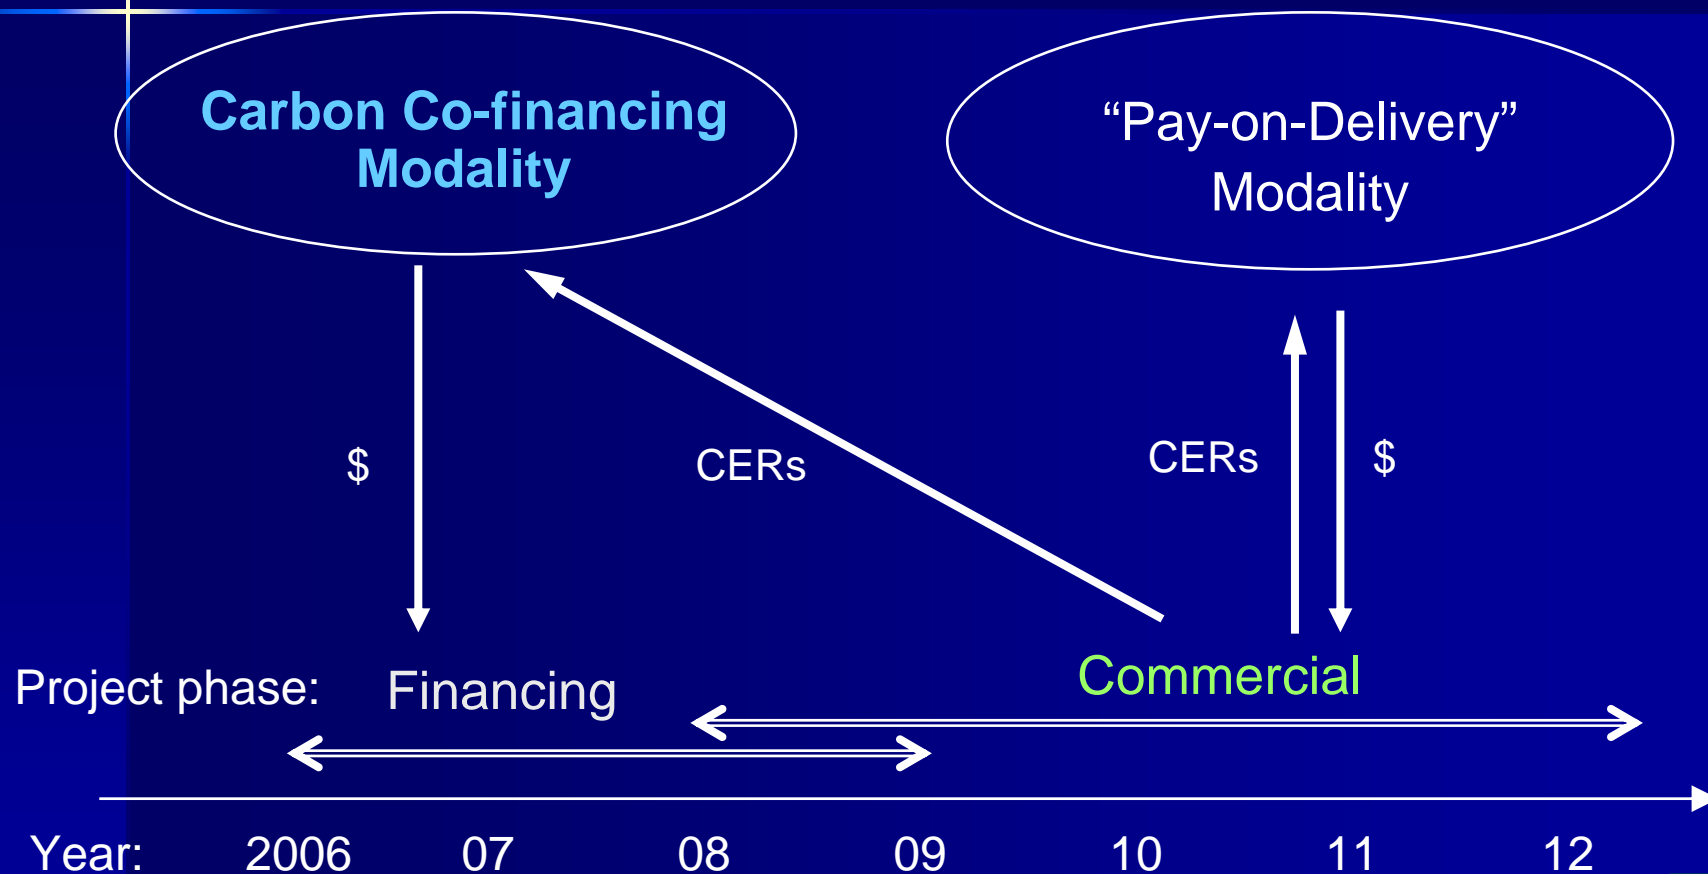 Carbon Co-financing
Modality
“Pay-on-Delivery”
Modality
$
CERs
CERs
$
Project phase:
Financing
Commercial
Year:
2006
07
08
09
10
11
12